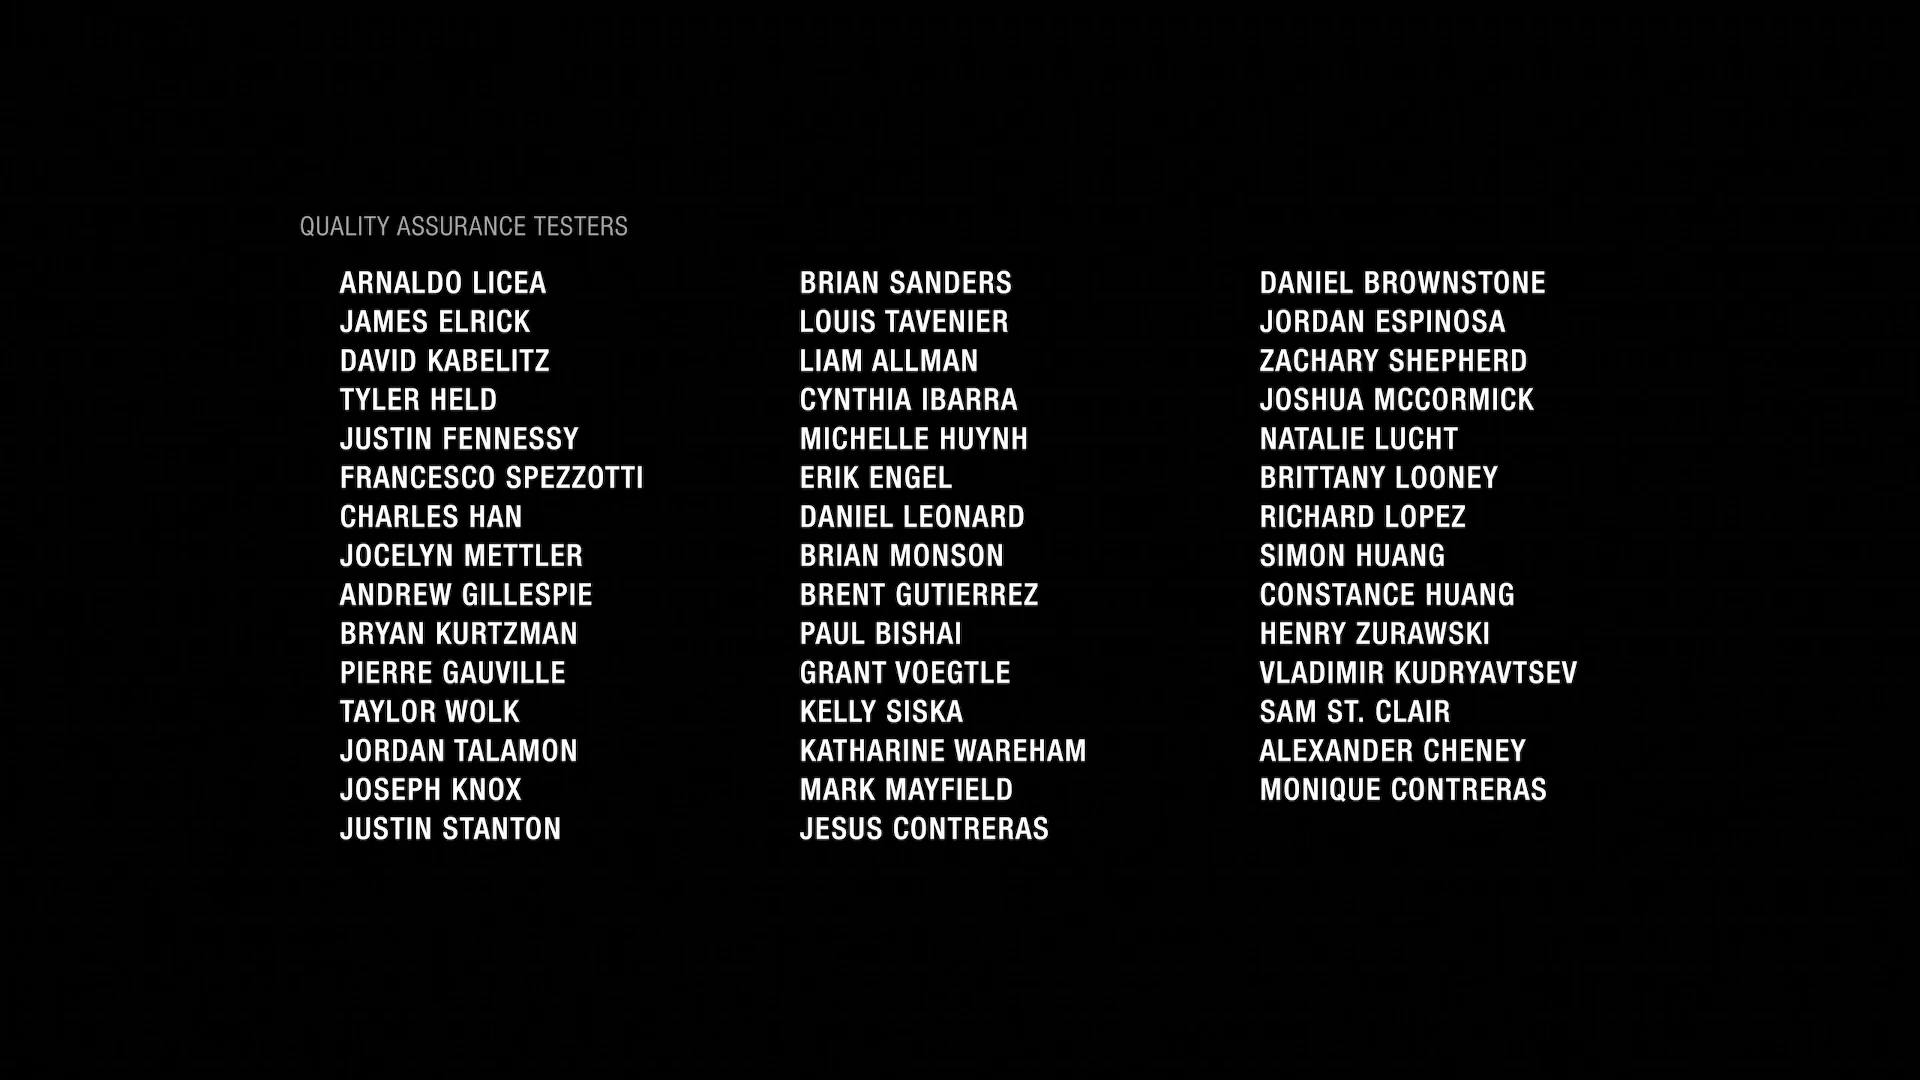 QUALITY ASSURANCE TESTERS
ARNALDO LICEA
JAMES ELRICK
DAVID KABELITZ
TYLER HELD
JUSTIN FENNESSY
FRANCESCO SPEZZOTTI
CHARLES HAN
JOCELYN METTLER
ANDREW GILLESPIE
BRYAN KURTZMAN
PIERRE GAUVILLE
TAYLOR WOLK
JORDAN TALAMON
JOSEPH KNOX
JUSTIN STANTON
BRIAN SANDERS
LOUIS TAVENIER
LIAM ALLMAN
CYNTHIA IBARRA
MICHELLE HUYNH
ERIK ENGEL
DANIEL LEONARD
BRIAN MONSON
BRENT GUTIERREZ
PAUL BISHAI
GRANT VOEGTLE
KELLY SISKA
KATHARINE WAREHAM
MARK MAYFIELD
JESUS CONTRERAS
DANIEL BROWNSTONE
JORDAN ESPINOSA
ZACHARY SHEPHERD
JOSHUA MCCORMICK
NATALIE LUCHT
BRITTANY LOONEY
RICHARD LOPEZ
SIMON HUANG
CONSTANCE HUANG
HENRY ZURAWSKI
VLADIMIR KUDRYAVTSEV
SAM ST. CLAIR
ALEXANDER CHENEY
MONIQUE CONTRERAS